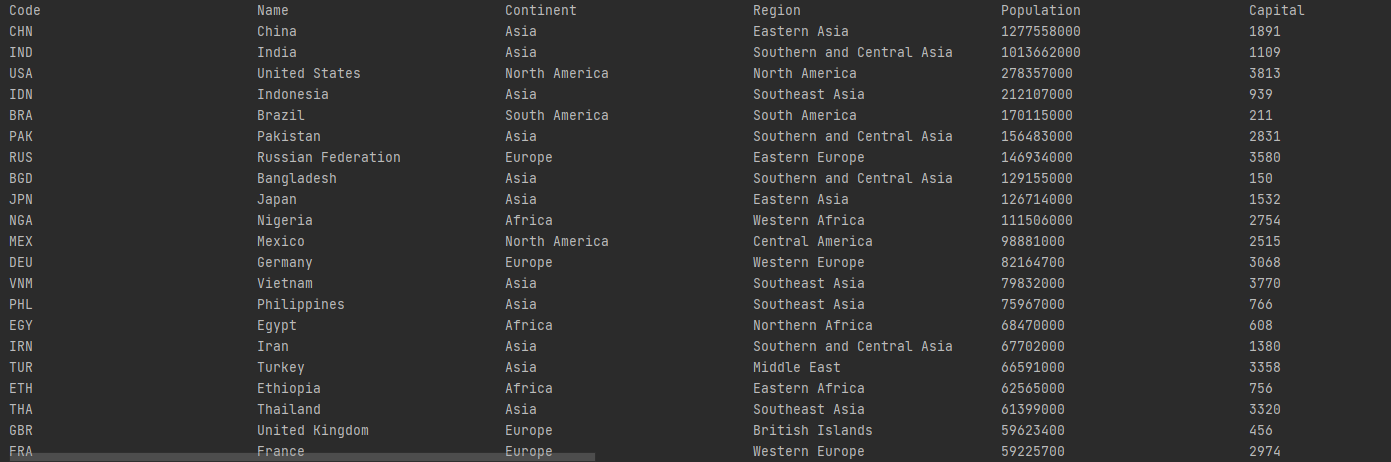 Code Name Continent Region Population Capital
CHN China Asia Eastern Asia 1277558000 1891
IND India Asia Southern and Central Asia 1013662000 1109
USA United States North America North America 278357000 3813
IDN Indonesia Asia Southeast Asia 212107000 939
BRA Brazil South America South America 170115000 211
PAK Pakistan Asia Southern and Central Asia 156483000 2831
RUS Russian Federation Europe Eastern Europe 146934000 3580
BGD Bangladesh Asia Southern and Central Asia 129155000 150
JPN Japan Asia Eastern Asia 126714000 1532
NGA Nigeria Africa Western Africa 111506000 2754
MEX Mexico North America Central America 98881000 2515
DEU Germany Europe Western Europe 82164700 3068
VNM Vietnam Asia Southeast Asia 79832000 3770
PHL Philippines Asia Southeast Asia 75967000 766
EGY Egypt Africa Northern Africa 68470000 608
IRN Iran Asia Southern and Central Asia 67702000 1380
TUR Turkey Asia Middle East 66591000 3358
ETH Ethiopia Africa Eastern Africa 62565000 756
THA Thailand Asia Southeast Asia 61399000 3320
GBR United Kingdom Europe British Islands 59623400 456
FRA France Europe Western Europe 59225700 2974